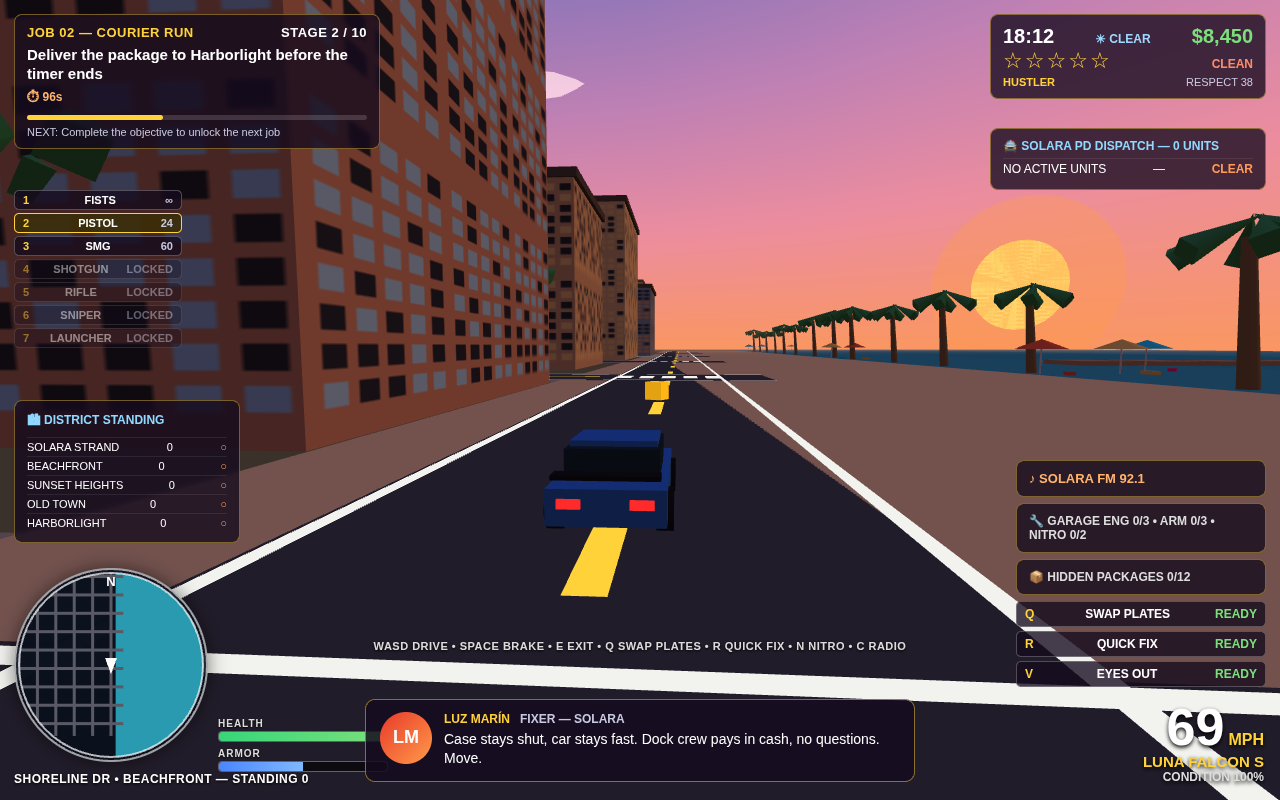 JOB 02 — COURIER RUN STAGE 2 / 10
Deliver the package to Harborlight before the
timer ends
⏱ 96s
NEXT: Complete the objective to unlock the next job
18:12 ☀ CLEAR $8,450
☆☆☆☆☆ CLEAN
HUSTLER RESPECT 38
🚔 SOLARA PD DISPATCH — 0 UNITS
NO ACTIVE UNITS — CLEAR
1 FISTS ∞
2 PISTOL 24
3 SMG 60
4 SHOTGUN LOCKED
5 RIFLE LOCKED
6 SNIPER LOCKED
7 LAUNCHER LOCKED
🏙 DISTRICT STANDING
SOLARA STRAND 0 ○
BEACHFRONT 0 ○
SUNSET HEIGHTS 0 ○
OLD TOWN 0 ○
HARBORLIGHT 0 ○
♪ SOLARA FM 92.1
🔧 GARAGE ENG 0/3 • ARM 0/3 •
NITRO 0/2
📦 HIDDEN PACKAGES 0/12
Q SWAP PLATES READY
R QUICK FIX READY
V EYES OUT READY
N
WASD DRIVE • SPACE BRAKE • E EXIT • Q SWAP PLATES • R QUICK FIX • N NITRO • C RADIO
HEALTH
ARMOR
SHORELINE DR • BEACHFRONT — STANDING 0
LM
LUZ MARÍN FIXER — SOLARA
Case stays shut, car stays fast. Dock crew pays in cash, no questions.
Move.
69 MPH
LUNA FALCON S
CONDITION 100%